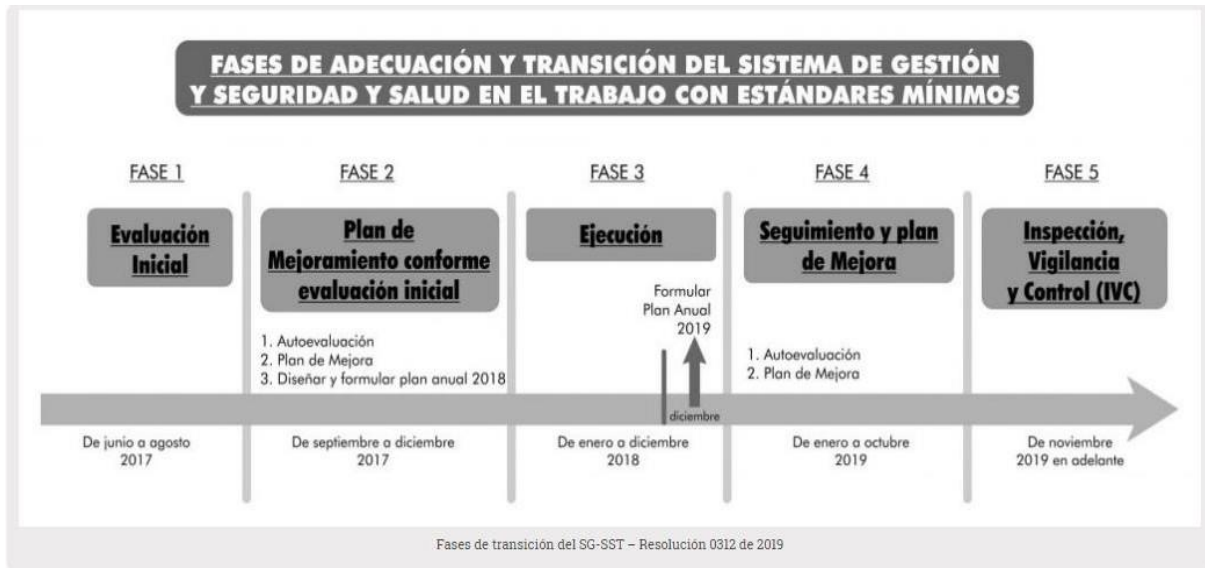 FASES DE ADECUACIÓN Y TRANSICIÓN DEL SISTEMA DE GESTIÓN
Y SEGURIDAD Y SALUD EN EL TRABAJO CON ESTÁNDARES MÍNIMOS
FASE 1
FASE 2
FASE 3
FASE 4
FASE 5
Evaluación
Inicial
Plan de
Mejoramiento conforme
evaluación inicial
Ejecución
Seguimiento y plan
de Mejora
Inspección,
Vigilancia
y Control (IVC)
1. Autoevaluación
2. Plan de Mejora
3. Diseñar y formular plan anual 2018
Formular
Plan Anual
2019
1. Autoevaluación
2. Plan de Mejora
diciembre
De junio a agosto
2017
De septiembre a diciembre
2017
De enero a diciembre
2018
De enero a octubre
2019
De noviembre
2019 en adelante
Fases de transición del SG-SST – Resolución 0312 de 2019